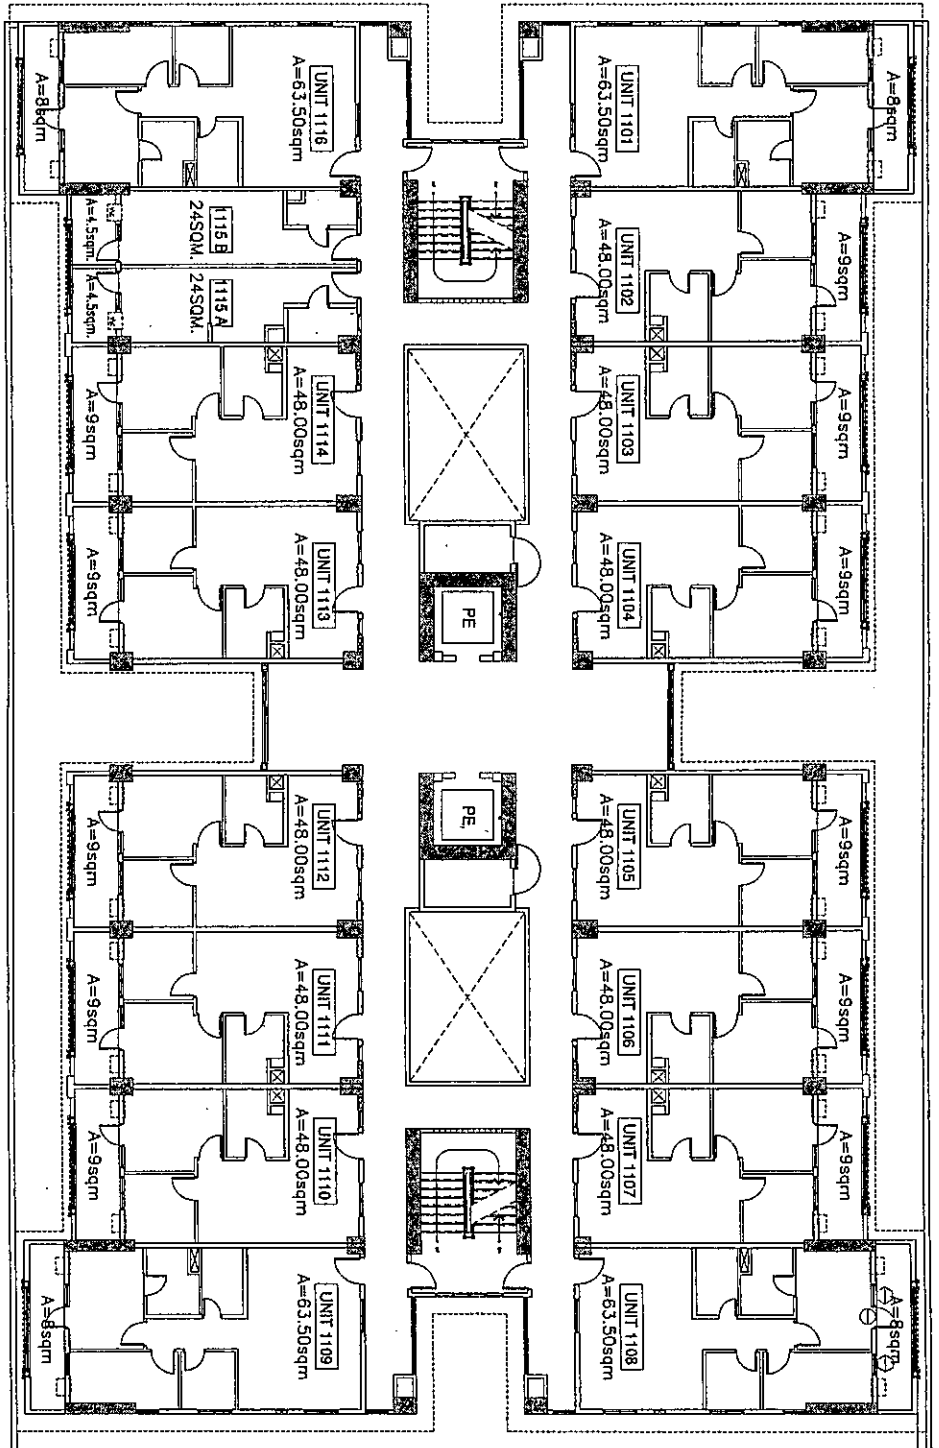 A=8sqm
UNIT 1116
A=63.50sqm
UNIT 1101
A=63.50sqm
A=8sqm
A=4.5sqm.
1115 B
24SQM.
UNIT 1102
A=48.00sqm
A=9sqm
A=4.5sqm.
1115 A
24SQM.
A=9sqm
UNIT 1114
A=48.00sqm
UNIT 1103
A=48.00sqm
A=9sqm
A=9sqm
UNIT 1113
A=48.00sqm
PE
UNIT 1104
A=48.00sqm
A=9sqm
A=9sqm
UNIT 1112
A=48.00sqm
PE
UNIT 1105
A=48.00sqm
A=9sqm
A=9sqm
UNIT 1111
A=48.00sqm
UNIT 1106
A=48.00sqm
A=9sqm
A=9sqm
UNIT 1110
A=48.00sqm
UNIT 1107
A=48.00sqm
A=9sqm
A=8sqm
UNIT 1109
A=63.50sqm
UNIT 1108
A=63.50sqm
A=8sqm